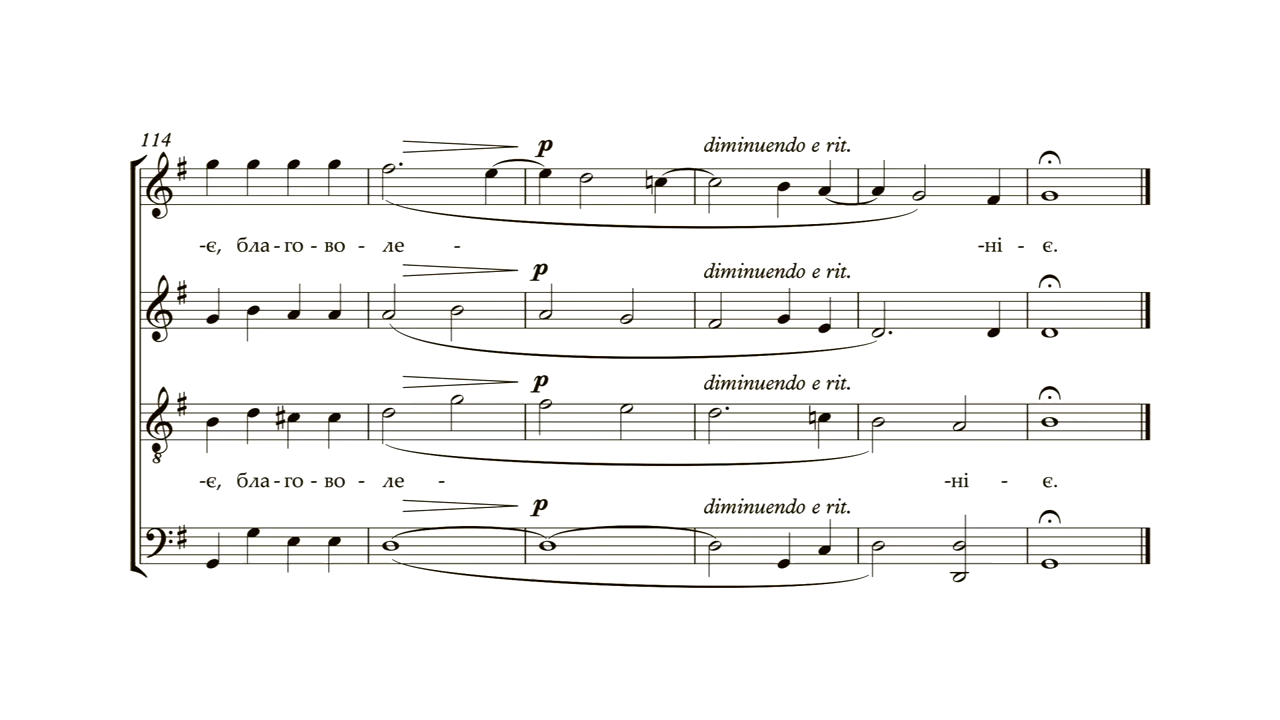 114
p diminuendo e rit.
-є, бла - го - во - ле - -ні - є.
p diminuendo e rit.
p diminuendo e rit.
8
-є, бла - го - во - ле - -ні - є.
p diminuendo e rit.